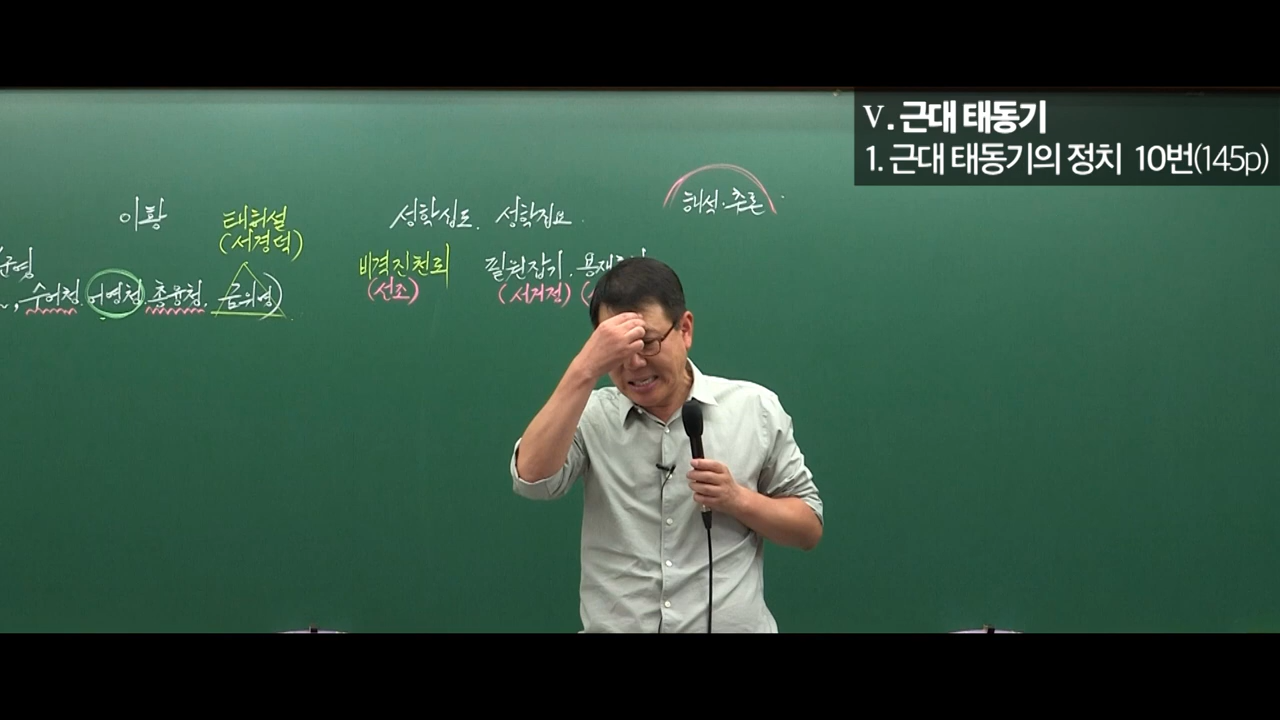 V. 근대 태동기
1. 근대 태동기의 정치 10번(145p)
해석·추론
이황
태허설
(서경덕)
성학십도. 성학집요.
수어청, 어영청, 총융청, 금위영)
비격진천뢰
(선조)
필원잡기.
(서거정)